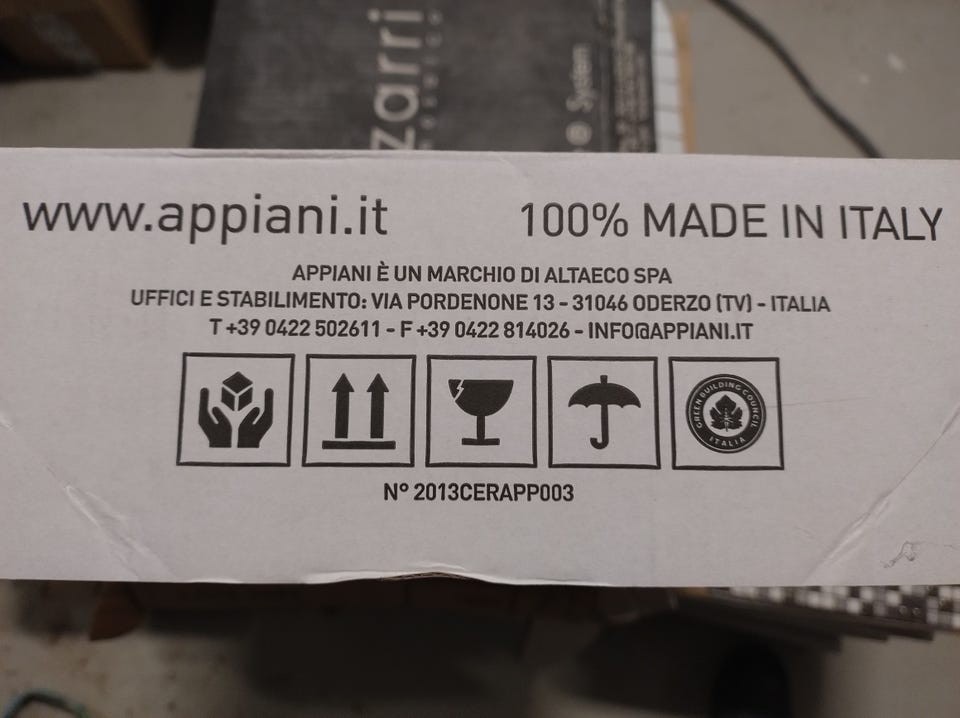 zarri
® System
www.appiani.it
100% MADE IN ITALY
APPIANI È UN MARCHIO DI ALTAECO SPA
UFFICI E STABILIMENTO: VIA PORDENONE 13 - 31046 ODERZO (TV) - ITALIA
T +39 0422 502611 - F +39 0422 814026 - INFO@APPIANI.IT
GREEN BUILDING COUNCIL
ITALIA
N° 2013CERAPP003